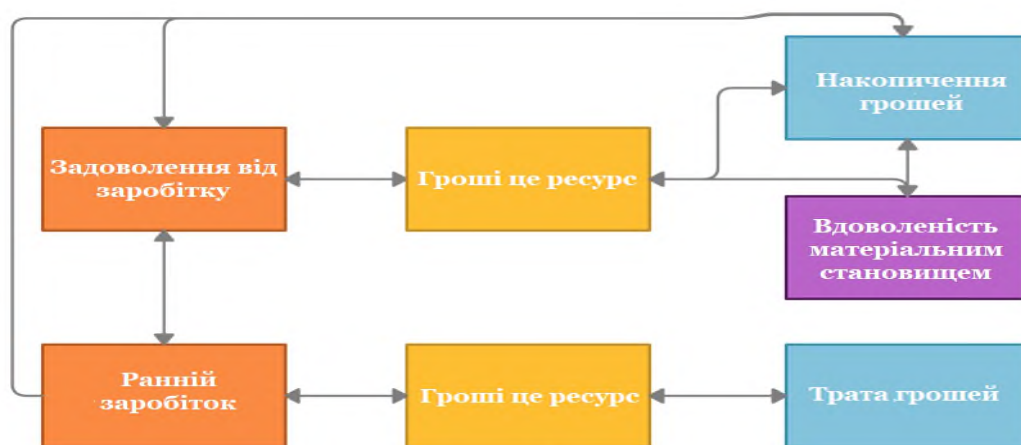 Накопичення
грошей
Задоволення від
заробітку
Гроші це ресурс
Вдоволеність
матеріальним
становищем
Ранній
заробіток
Гроші це ресурс
Трата грошей